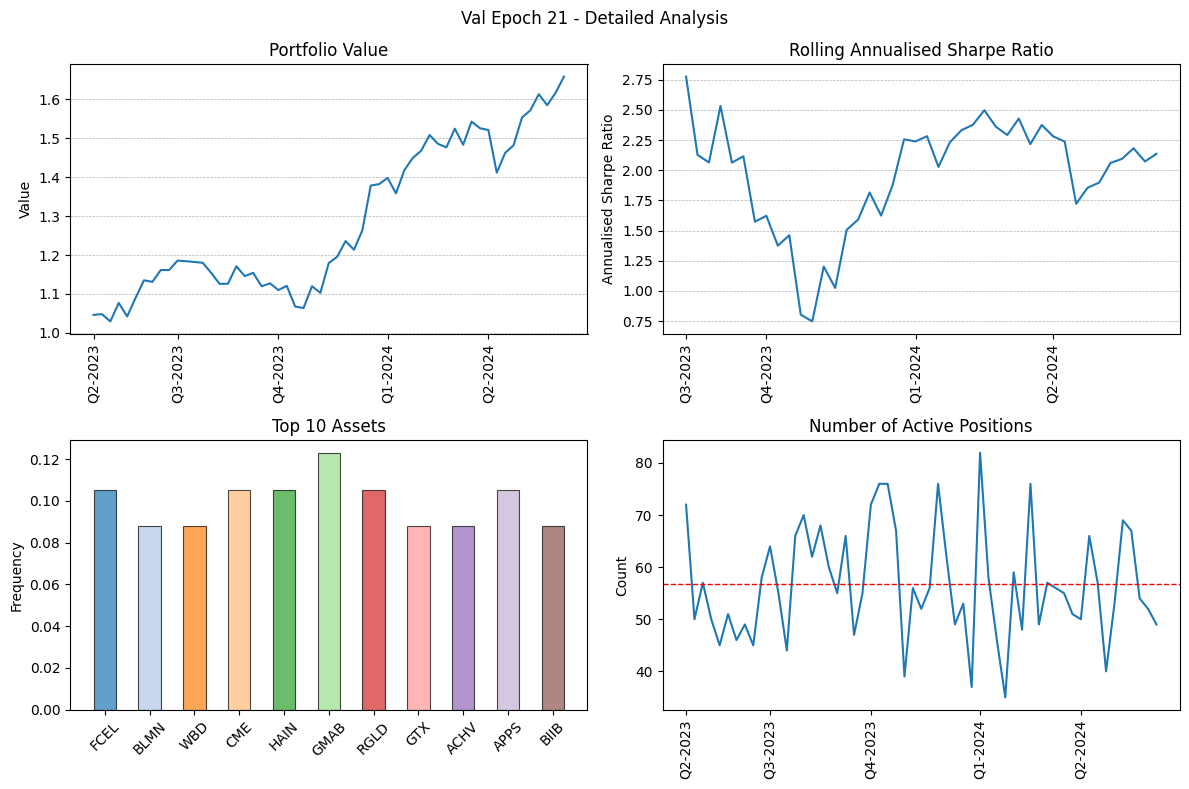 Val Epoch 21 - Detailed Analysis
Portfolio Value
Value
1.6
1.5
1.4
1.3
1.2
1.1
1.0
Q2-2023
Q3-2023
Q4-2023
Q1-2024
Q2-2024
Rolling Annualised Sharpe Ratio
Annualised Sharpe Ratio
2.75
2.50
2.25
2.00
1.75
1.50
1.25
1.00
0.75
Q3-2023
Q4-2023
Q1-2024
Q2-2024
Top 10 Assets
Frequency
0.12
0.10
0.08
0.06
0.04
0.02
0.00
FCEL
BLMN
WBD
CME
HAIN
GMAB
RGLD
GTX
ACHV
APPS
BIIB
Number of Active Positions
Count
80
70
60
50
40
Q2-2023
Q3-2023
Q4-2023
Q1-2024
Q2-2024